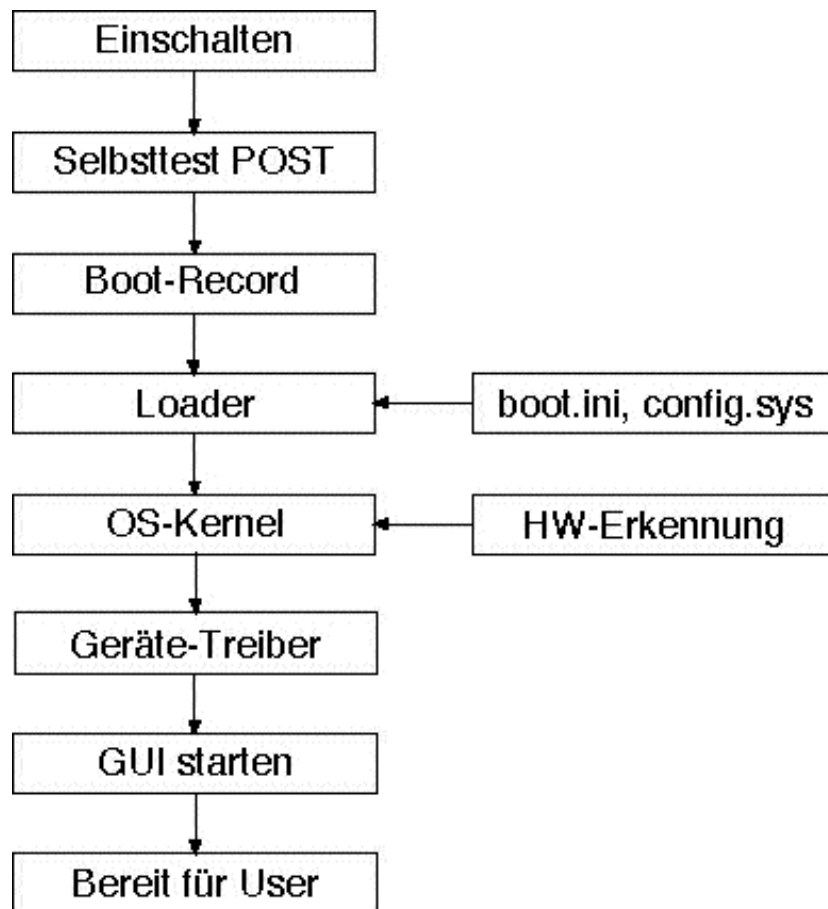 Einschalten
Selbsttest POST
Boot-Record
Loader
boot.ini, config.sys
OS-Kernel
HW-Erkennung
Geräte-Treiber
GUI starten
Bereit für User